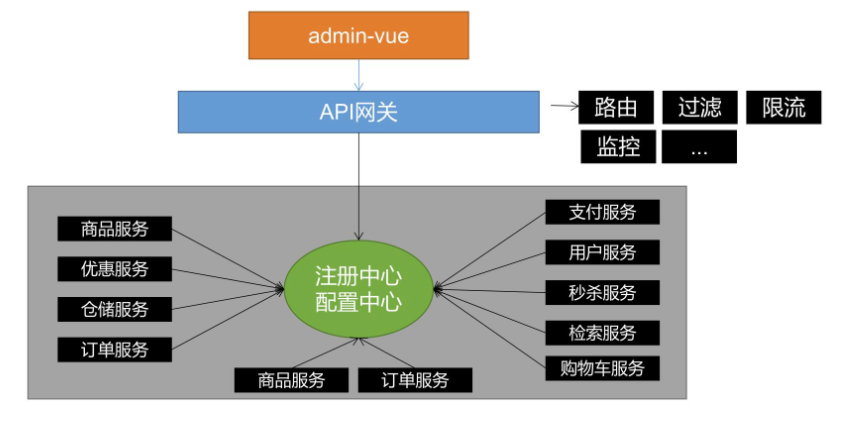 admin-vue
API网关
路由
过滤
限流
监控
...
商品服务
优惠服务
仓储服务
订单服务
注册中心
配置中心
支付服务
用户服务
秒杀服务
检索服务
购物车服务
商品服务
订单服务